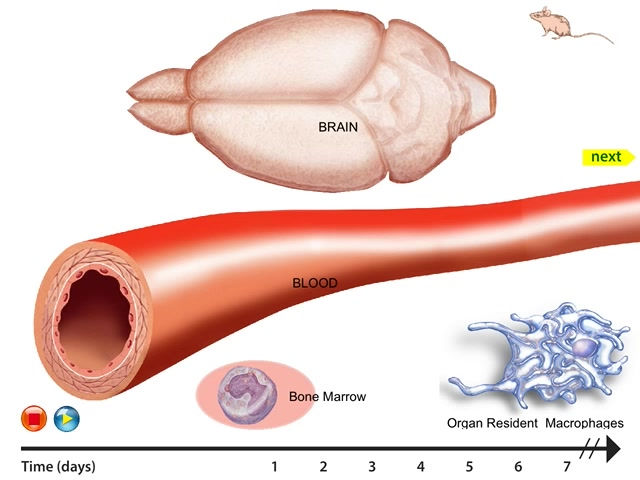 BRAIN
next
BLOOD
Bone Marrow
Organ Resident Macrophages
Time (days) 1 2 3 4 5 6 7